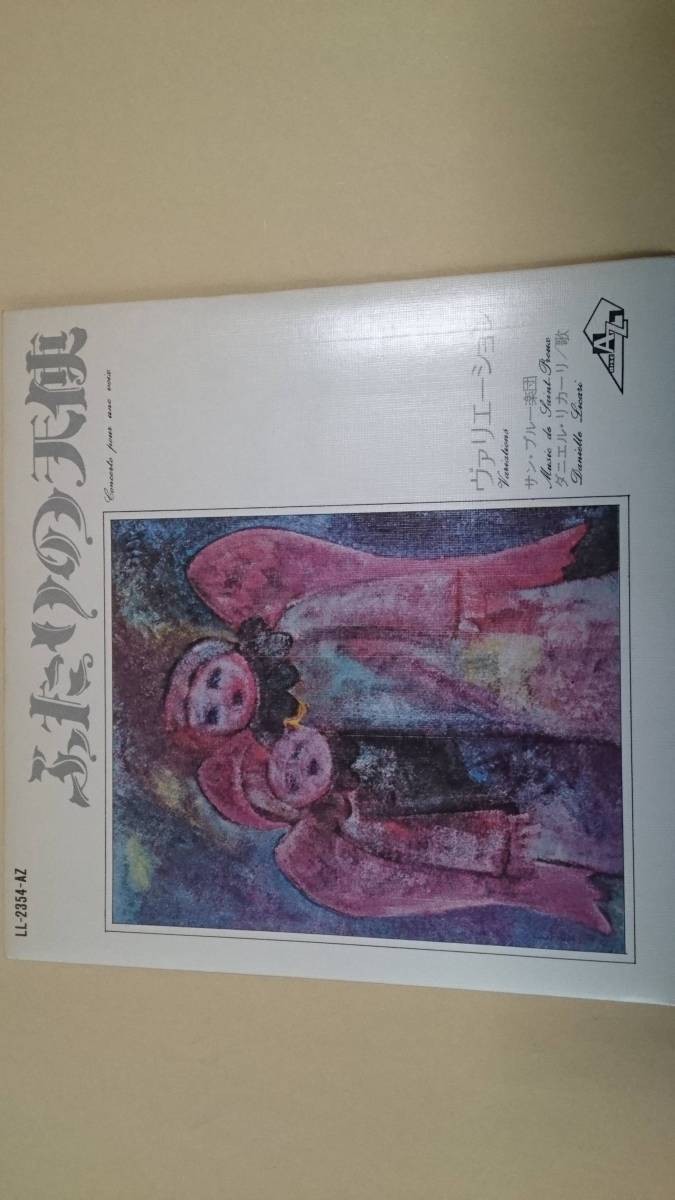 LL-2354-AZ
ふたりの天使
Concerto pour une voix
ヴァリエーション
Variations
サン・プルー楽団
Music de Saint-Preux
ダニエル・リカーリ/歌
Danielle Licari
DISC AZ